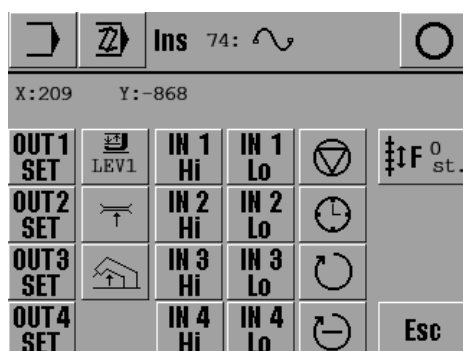 Ins 74:
X:209 Y:-868
OUT1 SET LEV1 IN 1 Hi IN 1 Lo F 0 st.
OUT2 SET IN 2 Hi IN 2 Lo
OUT3 SET IN 3 Hi IN 3 Lo
OUT4 SET IN 4 Hi IN 4 Lo Esc